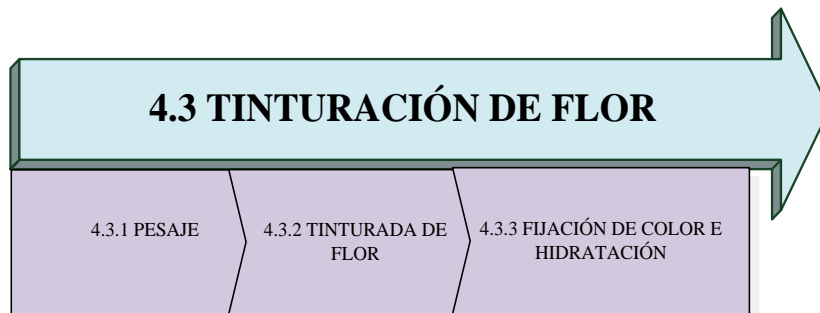 4.3 TINTURACIÓN DE FLOR
4.3.1 PESAJE
4.3.2 TINTURADA DE
FLOR
4.3.3 FIJACIÓN DE COLOR E
HIDRATACIÓN